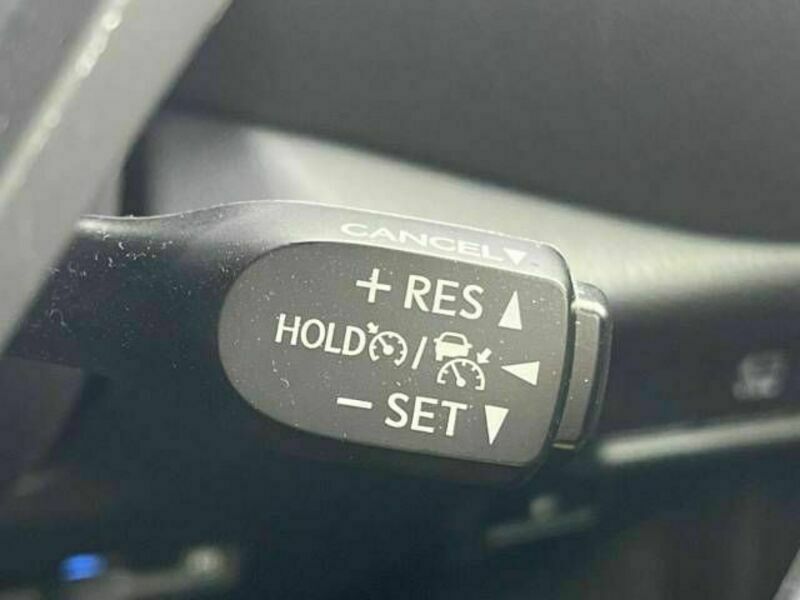 CANCEL▼
+ RES ▲
HOLD / ◀
− SET ▼